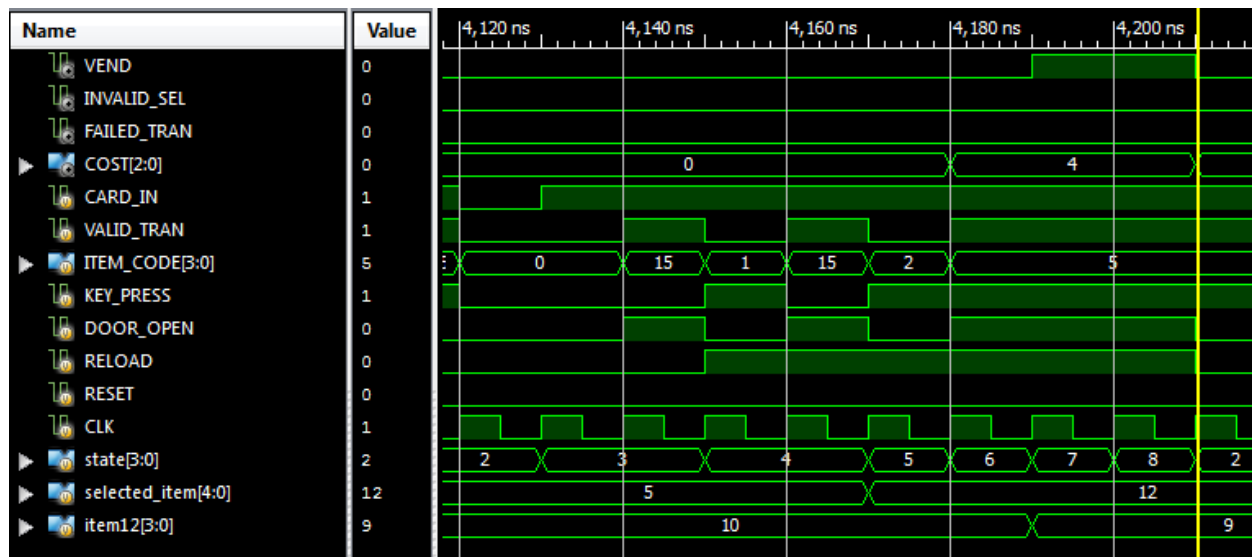 Name Value 4,120 ns 4,140 ns 4,160 ns 4,180 ns 4,200 ns
VEND 0
INVALID_SEL 0
FAILED_TRAN 0
COST[2:0] 0 0 4
CARD_IN 1
VALID_TRAN 1
ITEM_CODE[3:0] 5 0 15 1 15 2 5
KEY_PRESS 1
DOOR_OPEN 0
RELOAD 0
RESET 0
CLK 1
state[3:0] 2 2 3 4 5 6 7 8 2
selected_item[4:0] 12 5 12
item12[3:0] 9 10 9